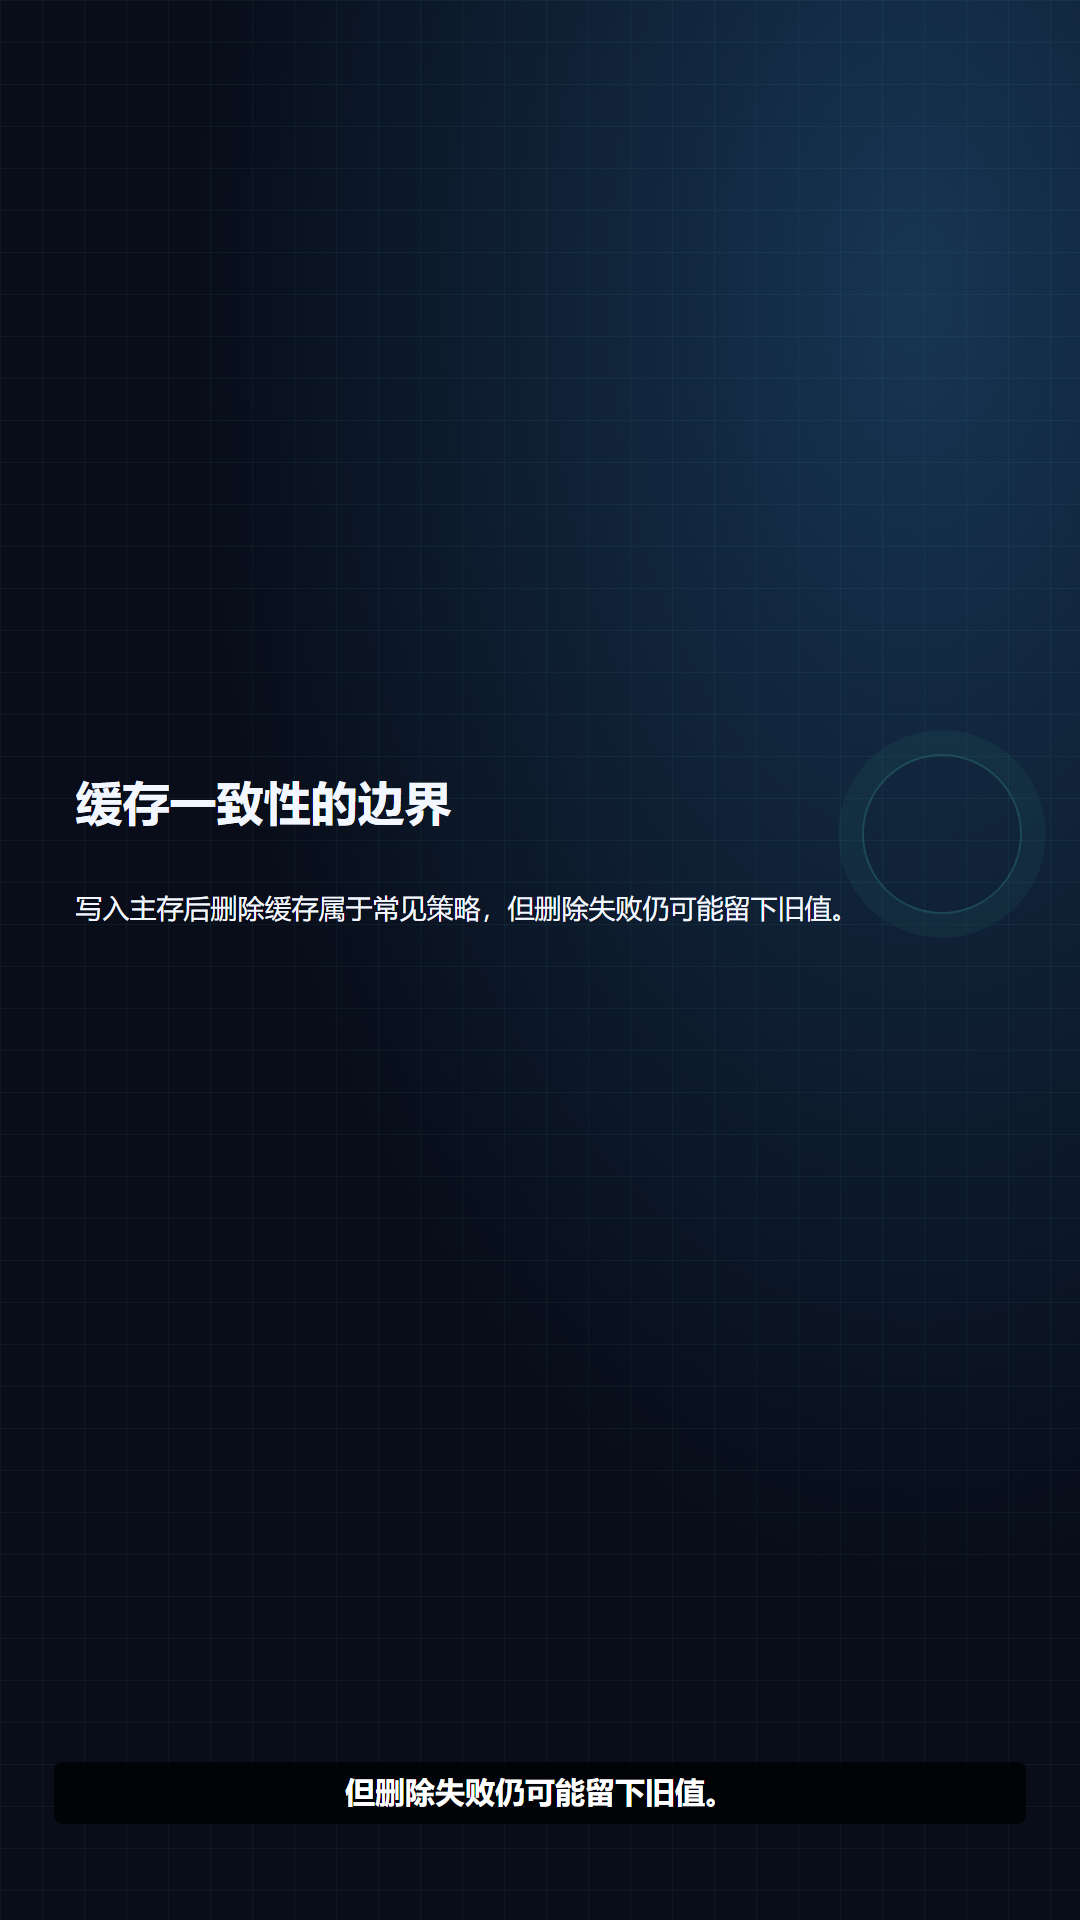 缓存一致性的边界
写入主存后删除缓存属于常见策略，但删除失败仍可能留下旧值。
但删除失败仍可能留下旧值。